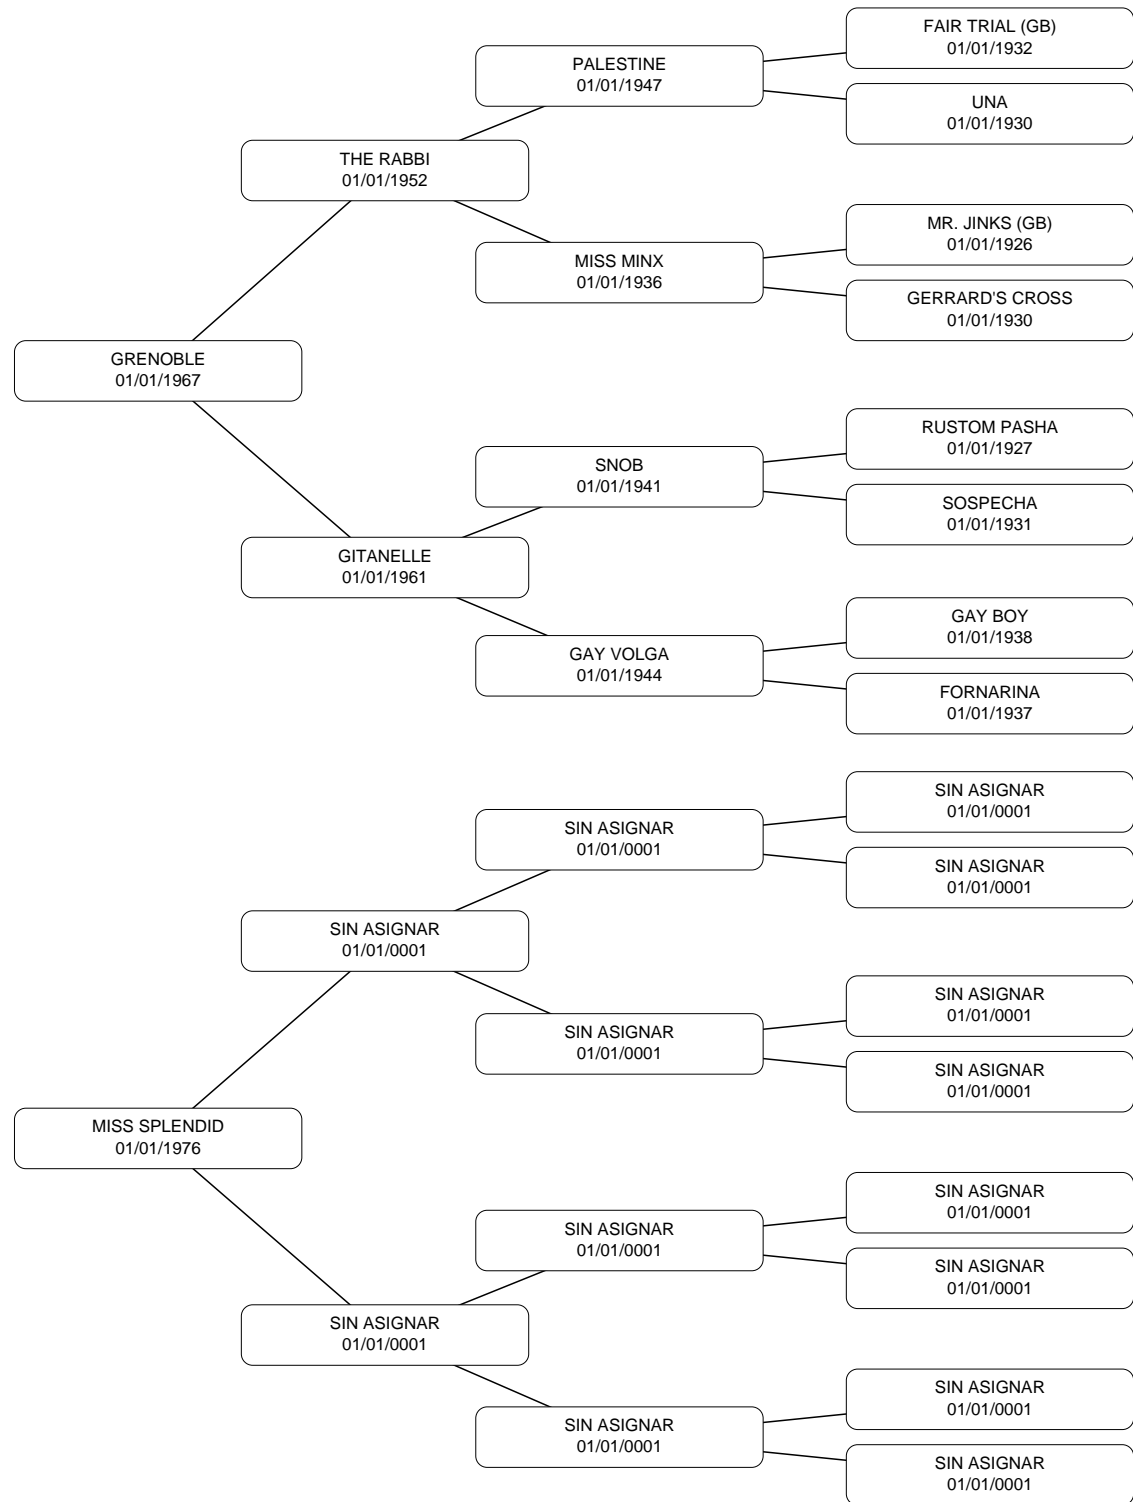 FAIR TRIAL (GB)
01/01/1932
PALESTINE
01/01/1947
UNA
01/01/1930
THE RABBI
01/01/1952
MR. JINKS (GB)
01/01/1926
MISS MINX
01/01/1936
GERRARD'S CROSS
01/01/1930
GRENOBLE
01/01/1967
RUSTOM PASHA
01/01/1927
SNOB
01/01/1941
SOSPECHA
01/01/1931
GITANELLE
01/01/1961
GAY BOY
01/01/1938
GAY VOLGA
01/01/1944
FORNARINA
01/01/1937
SIN ASIGNAR
01/01/0001
SIN ASIGNAR
01/01/0001
SIN ASIGNAR
01/01/0001
SIN ASIGNAR
01/01/0001
SIN ASIGNAR
01/01/0001
SIN ASIGNAR
01/01/0001
SIN ASIGNAR
01/01/0001
MISS SPLENDID
01/01/1976
SIN ASIGNAR
01/01/0001
SIN ASIGNAR
01/01/0001
SIN ASIGNAR
01/01/0001
SIN ASIGNAR
01/01/0001
SIN ASIGNAR
01/01/0001
SIN ASIGNAR
01/01/0001
SIN ASIGNAR
01/01/0001